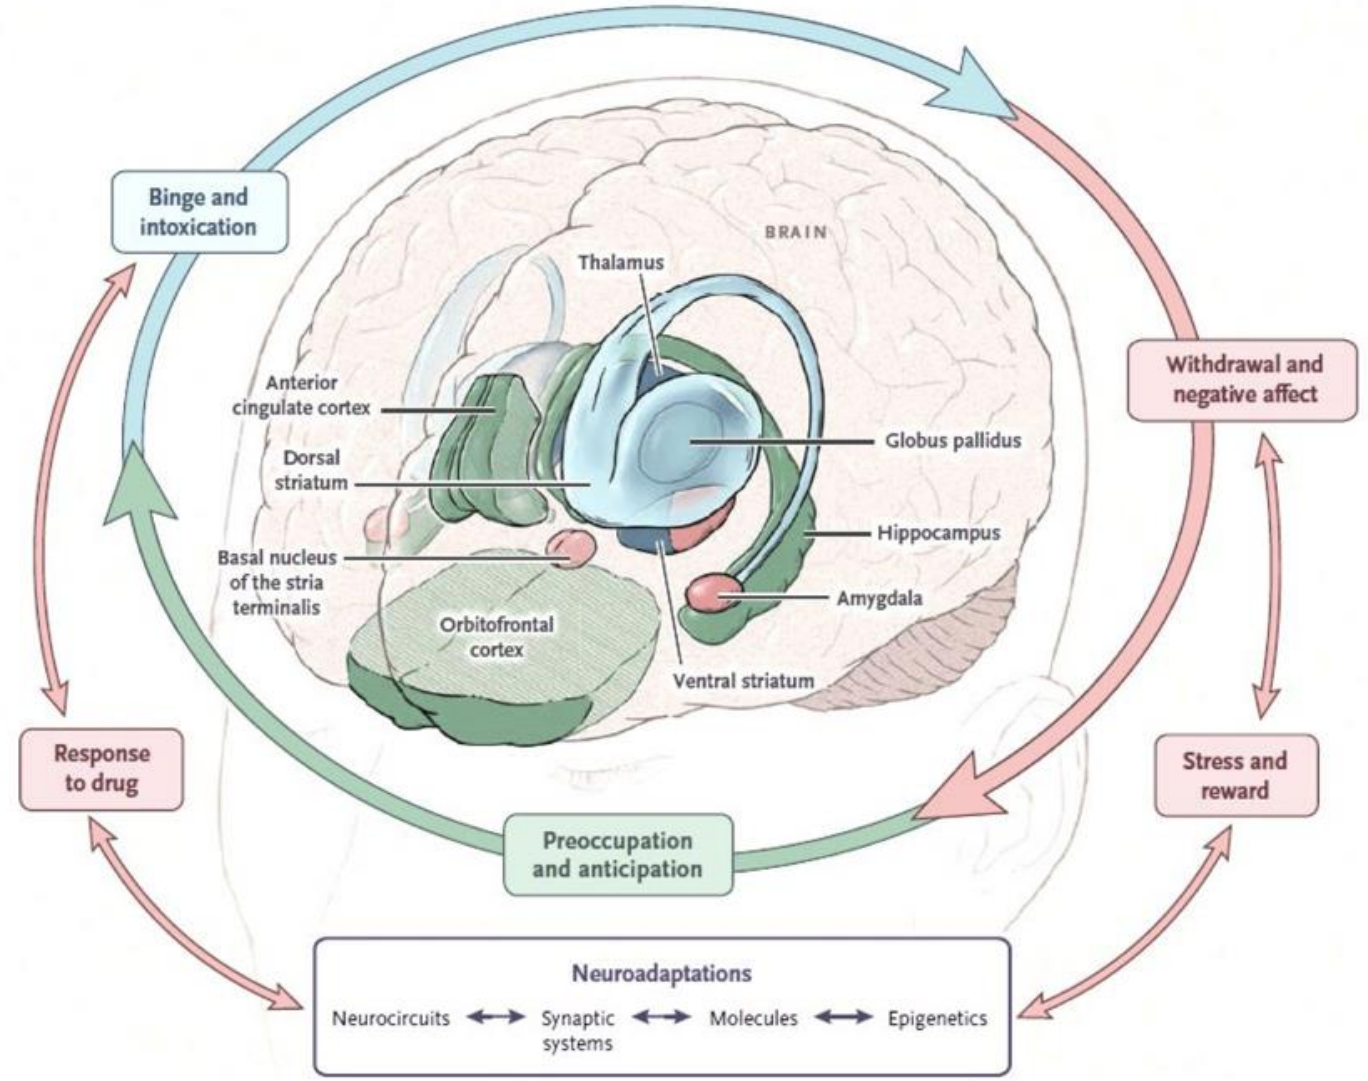 Binge and
intoxication
BRAIN
Thalamus
Anterior
cingulate cortex
Dorsal
striatum
Basal nucleus
of the stria
terminalis
Orbitofrontal
cortex
Globus pallidus
Hippocampus
Amygdala
Ventral striatum
Withdrawal and
negative affect
Response
to drug
Stress and
reward
Preoccupation
and anticipation
Neuroadaptations
Neurocircuits Synaptic Molecules Epigenetics
systems